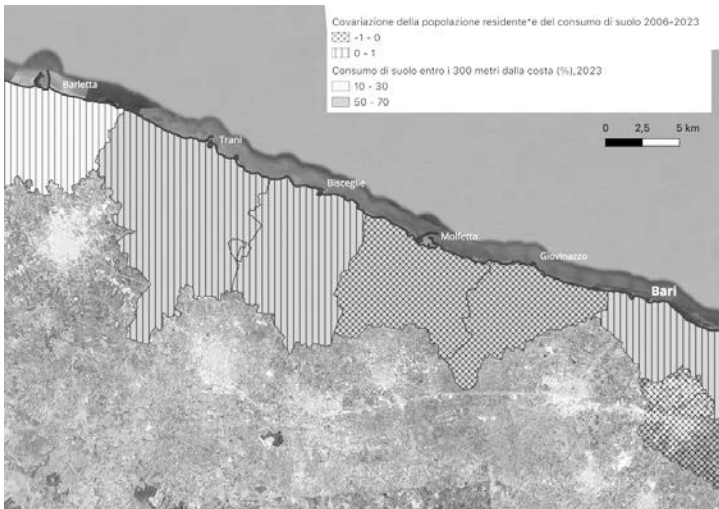 Covariazione della popolazione residente*e del consumo di suolo 2006-2023
-1 - 0
0 - 1
Consumo di suolo entro i 300 metri dalla costa (%),2023
10 - 30
50 - 70
0 2,5 5 km
Barletta
Trani
Bisceglie
Molfetta
Giovinazzo
Bari